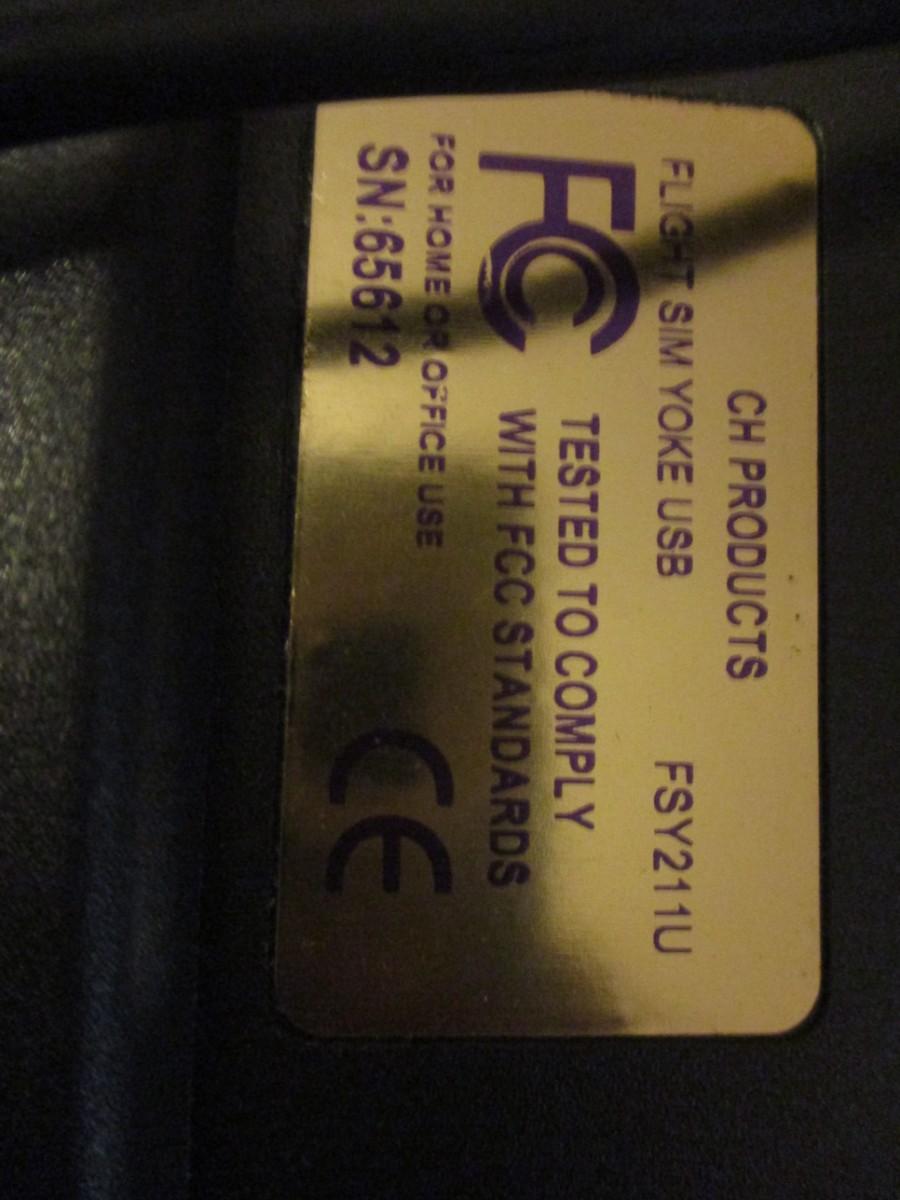 CH PRODUCTS
FLIGHT SIM YOKE USB FSY211U
FC TESTED TO COMPLY
WITH FCC STANDARDS
FOR HOME OR OFFICE USE
SN:65612 CE